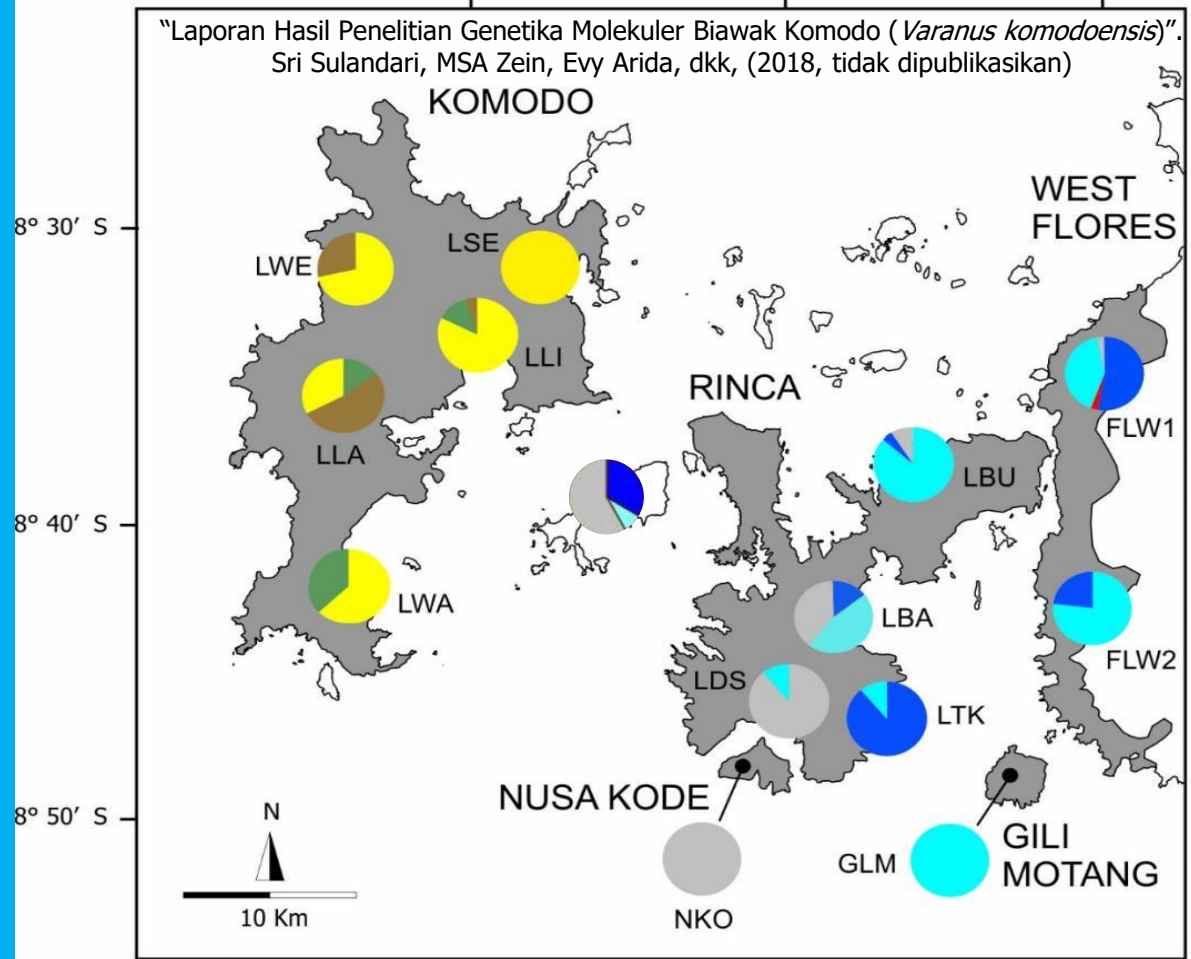 “Laporan Hasil Penelitian Genetika Molekuler Biawak Komodo (Varanus komodoensis)”.
Sri Sulandari, MSA Zein, Evy Arida, dkk, (2018, tidak dipublikasikan)
KOMODO
WEST
FLORES
8° 30′ S
LWE
LSE
LLI
RINCA
LLA
FLW1
LBU
8° 40′ S
LWA
LBA
FLW2
LDS
LTK
NUSA KODE
8° 50′ S
N
GILI
MOTANG
GLM
10 Km
NKO